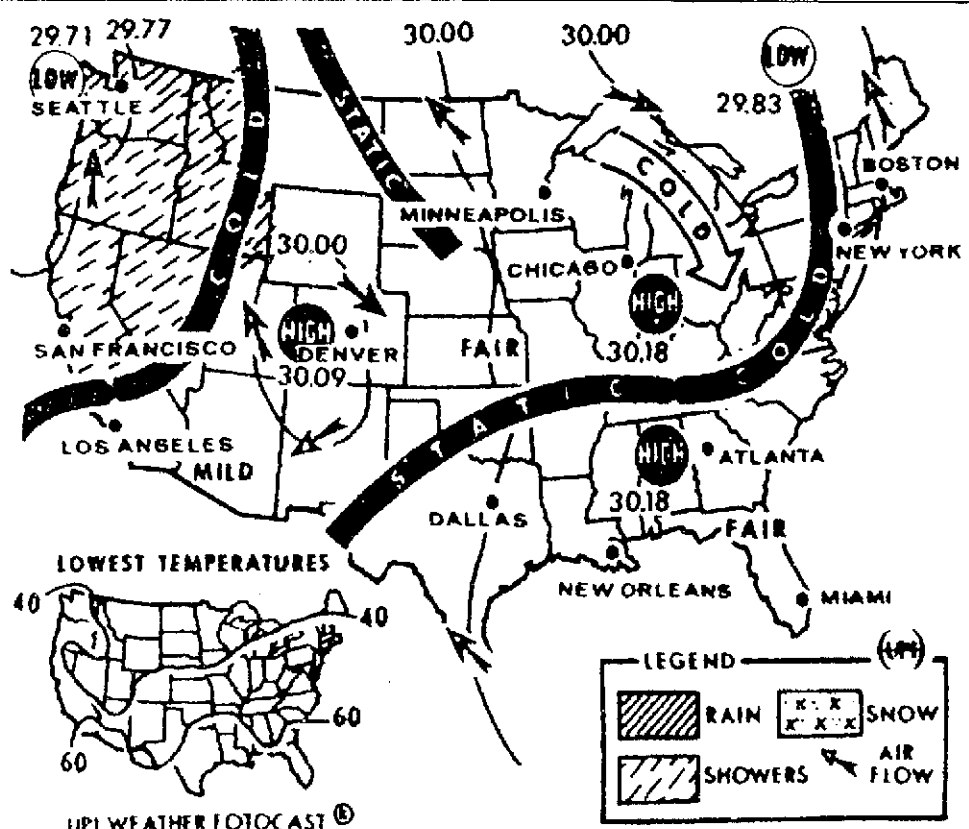 29.71 29.77 30.00 30.00
LOW LOW
SEATTLE
29.83
COLD
STATIC
COLD
BOSTON
MINNEAPOLIS
NEW YORK
30.00
CHICAGO
HIGH
HIGH
DENVER
SAN FRANCISCO
FAIR
30.18
30.09
STATIC COLD
LOS ANGELES
MILD
HIGH
ATLANTA
30.18
DALLAS
FAIR
LOWEST TEMPERATURES
NEW ORLEANS
MIAMI
40 40
60 60
LEGEND
UPI
RAIN
SNOW
SHOWERS
AIR
FLOW
UPI WEATHER FOTOCAST ®